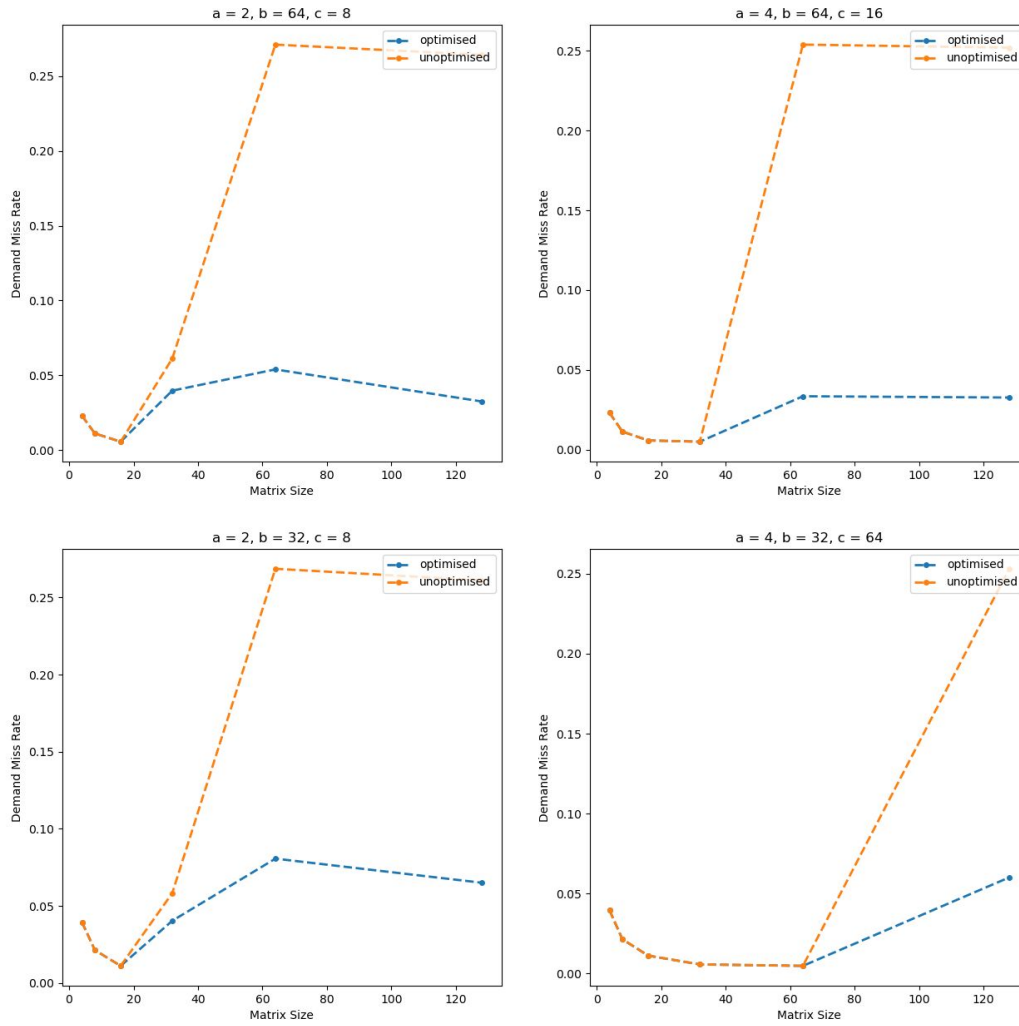 a = 2, b = 64, c = 8
optimised
unoptimised
0.25
0.20
0.15
0.10
0.05
0.00
Demand Miss Rate
0 20 40 60 80 100 120
Matrix Size
a = 4, b = 64, c = 16
optimised
unoptimised
0.25
0.20
0.15
0.10
0.05
0.00
Demand Miss Rate
0 20 40 60 80 100 120
Matrix Size
a = 2, b = 32, c = 8
optimised
unoptimised
0.25
0.20
0.15
0.10
0.05
0.00
Demand Miss Rate
0 20 40 60 80 100 120
Matrix Size
a = 4, b = 32, c = 64
optimised
unoptimised
0.25
0.20
0.15
0.10
0.05
0.00
Demand Miss Rate
0 20 40 60 80 100 120
Matrix Size